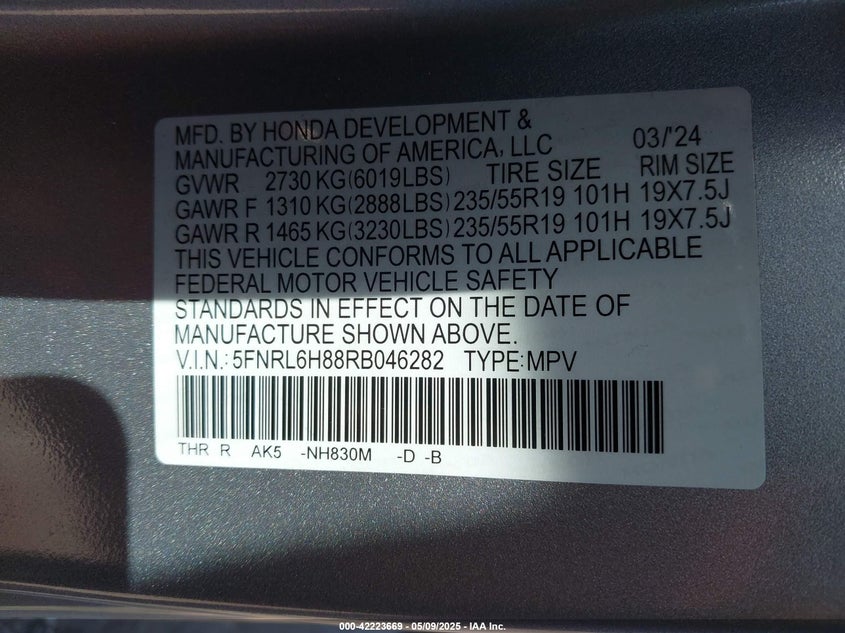 MFD. BY HONDA DEVELOPMENT &
MANUFACTURING OF AMERICA, LLC 03/'24
GVWR 2730 KG(6019LBS) TIRE SIZE RIM SIZE
GAWR F 1310 KG(2888LBS) 235/55R19 101H 19X7.5J
GAWR R 1465 KG(3230LBS) 235/55R19 101H 19X7.5J
THIS VEHICLE CONFORMS TO ALL APPLICABLE
FEDERAL MOTOR VEHICLE SAFETY
STANDARDS IN EFFECT ON THE DATE OF
MANUFACTURE SHOWN ABOVE.
V.I.N.: 5FNRL6H88RB046282 TYPE:MPV
THR R AK5 -NH830M -D -B
000-42223669 - 05/09/2025 - IAA Inc.